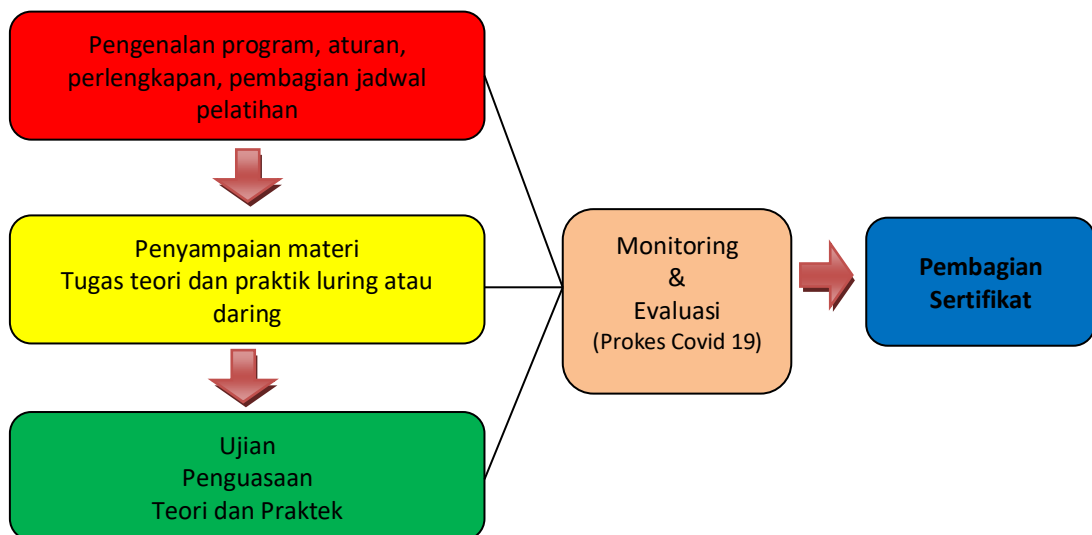 Pengenalan program, aturan,
perlengkapan, pembagian jadwal
pelatihan
Penyampaian materi
Tugas teori dan praktik luring atau
daring
Ujian
Penguasaan
Teori dan Praktek
Monitoring
&
Evaluasi
(Prokes Covid 19)
Pembagian
Sertifikat